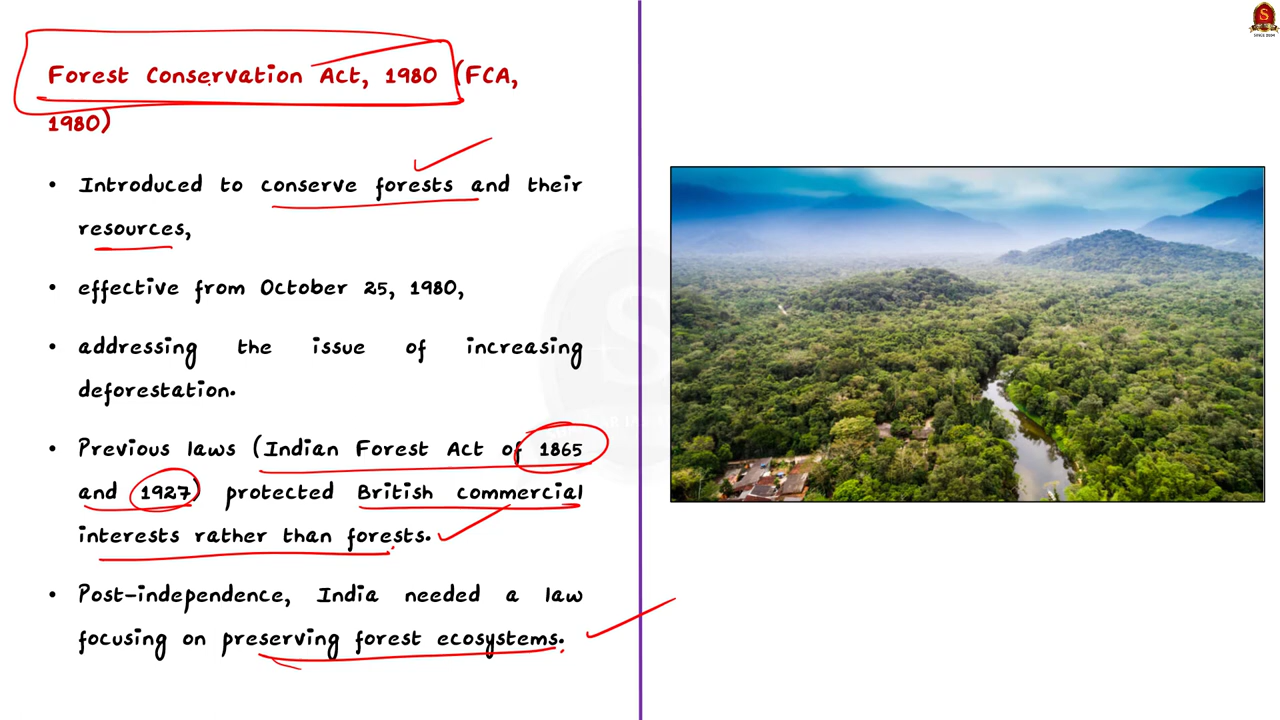 Forest Conservation Act, 1980 (FCA,
1980)
• Introduced to conserve forests and their
resources,
• effective from October 25, 1980,
• addressing the issue of increasing
deforestation.
• Previous laws (Indian Forest Act of 1865
and 1927) protected British commercial
interests rather than forests.
• Post-independence, India needed a law
focusing on preserving forest ecosystems.
S